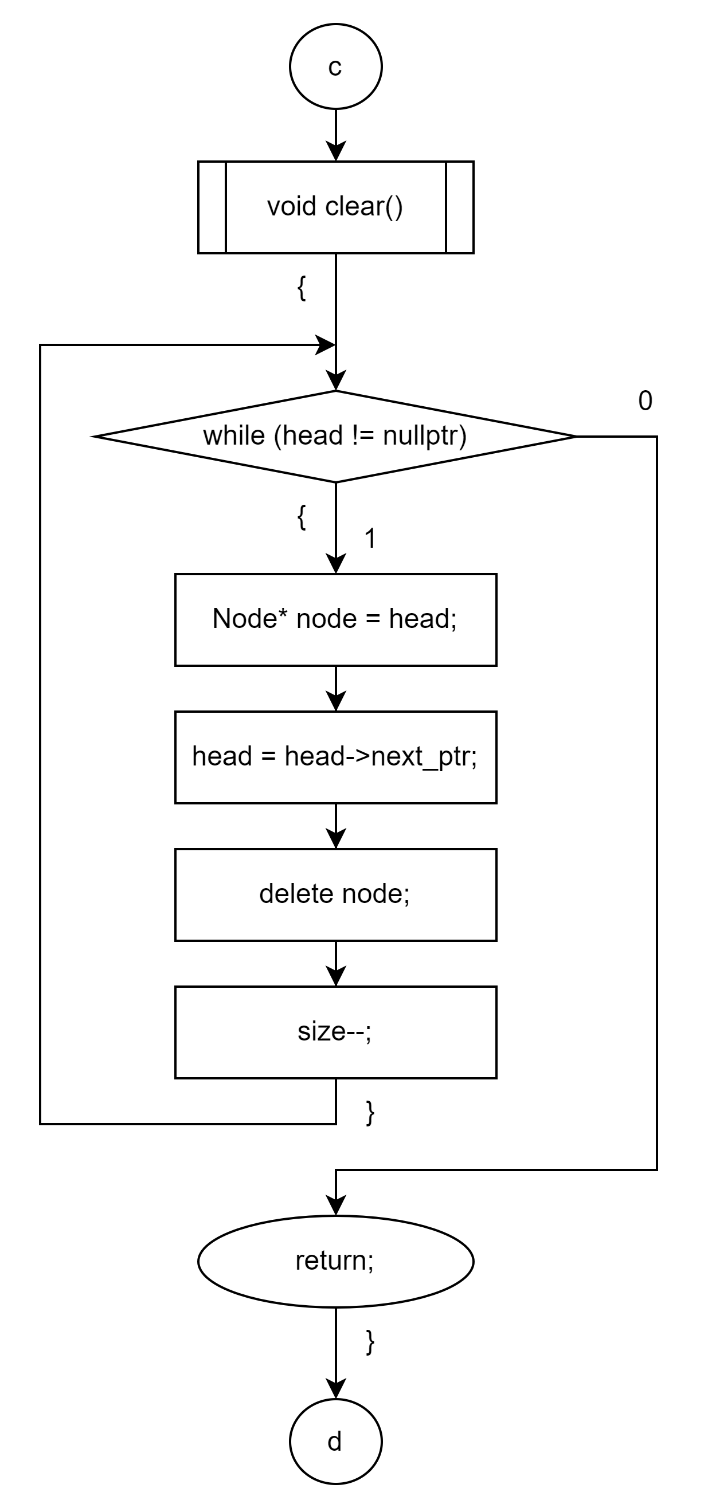 c
void clear()
{
0
while (head != nullptr)
{
1
Node* node = head;
head = head->next_ptr;
delete node;
size--;
}
return;
}
d